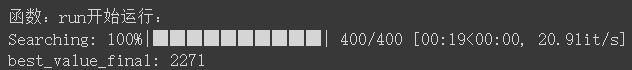 函数：run开始运行：
Searching: 100%|██████████| 400/400 [00:19<00:00, 20.91it/s]
best_value_final: 2271